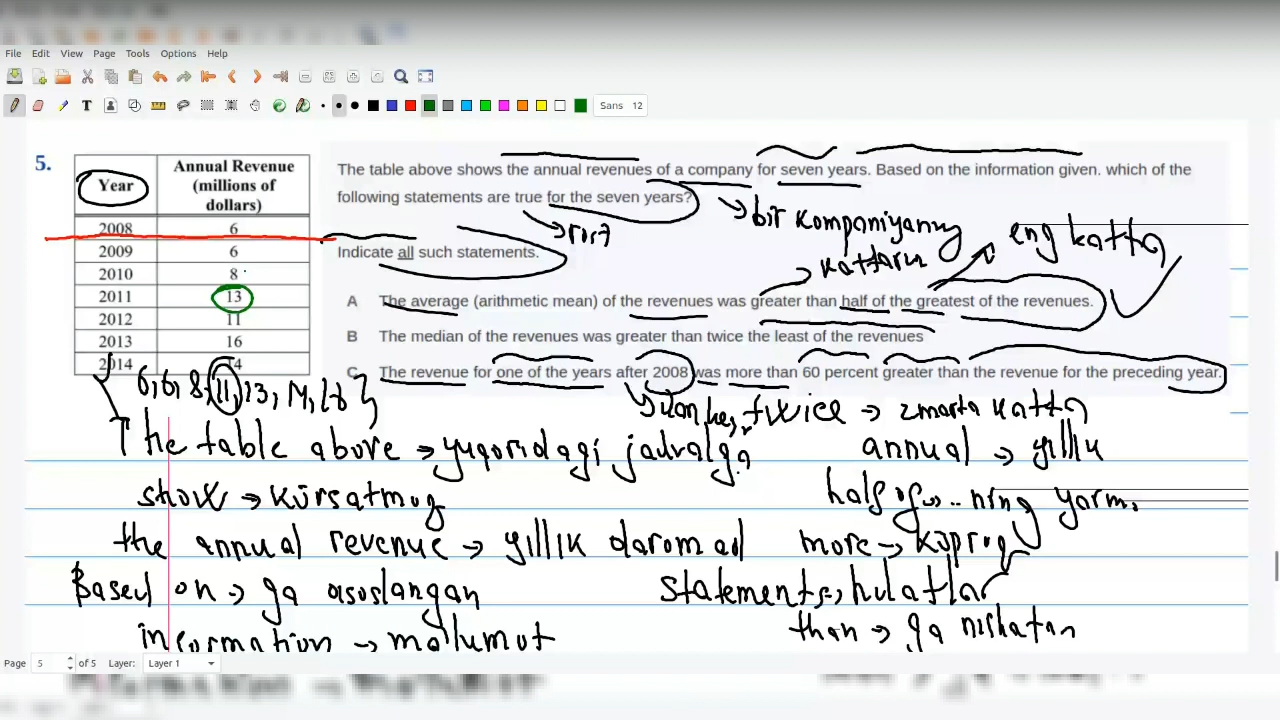 File Edit View Page Tools Options Help
T Sans 12
5.
Year Annual Revenue (millions of dollars)
2008 6
2009 6
2010 8
2011 13
2012 11
2013 16
2014 14
The table above shows the annual revenues of a company for seven years. Based on the information given. which of the
following statements are true for the seven years?
Indicate all such statements.
A The average (arithmetic mean) of the revenues was greater than half of the greatest of the revenues.
B The median of the revenues was greater than twice the least of the revenues
C The revenue for one of the years after 2008 was more than 60 percent greater than the revenue for the preceding year.
→ rost
→ bir kompaniyaning
→ kattaru
eng katta
6, 6, 8, 11, 13, 14, 16 }
twice → 2 marta katta
The table above → yuqoridagi jadvalga
annual → yillik
show → kursatmoq
half of → .. ning yarmi
the annual revenue → yillik daromad
more → kuproq
Based on → ga asoslangan
statements → hulatlar
information → malumot
than → ga nisbatan
Page 5 of 5 Layer: Layer 1